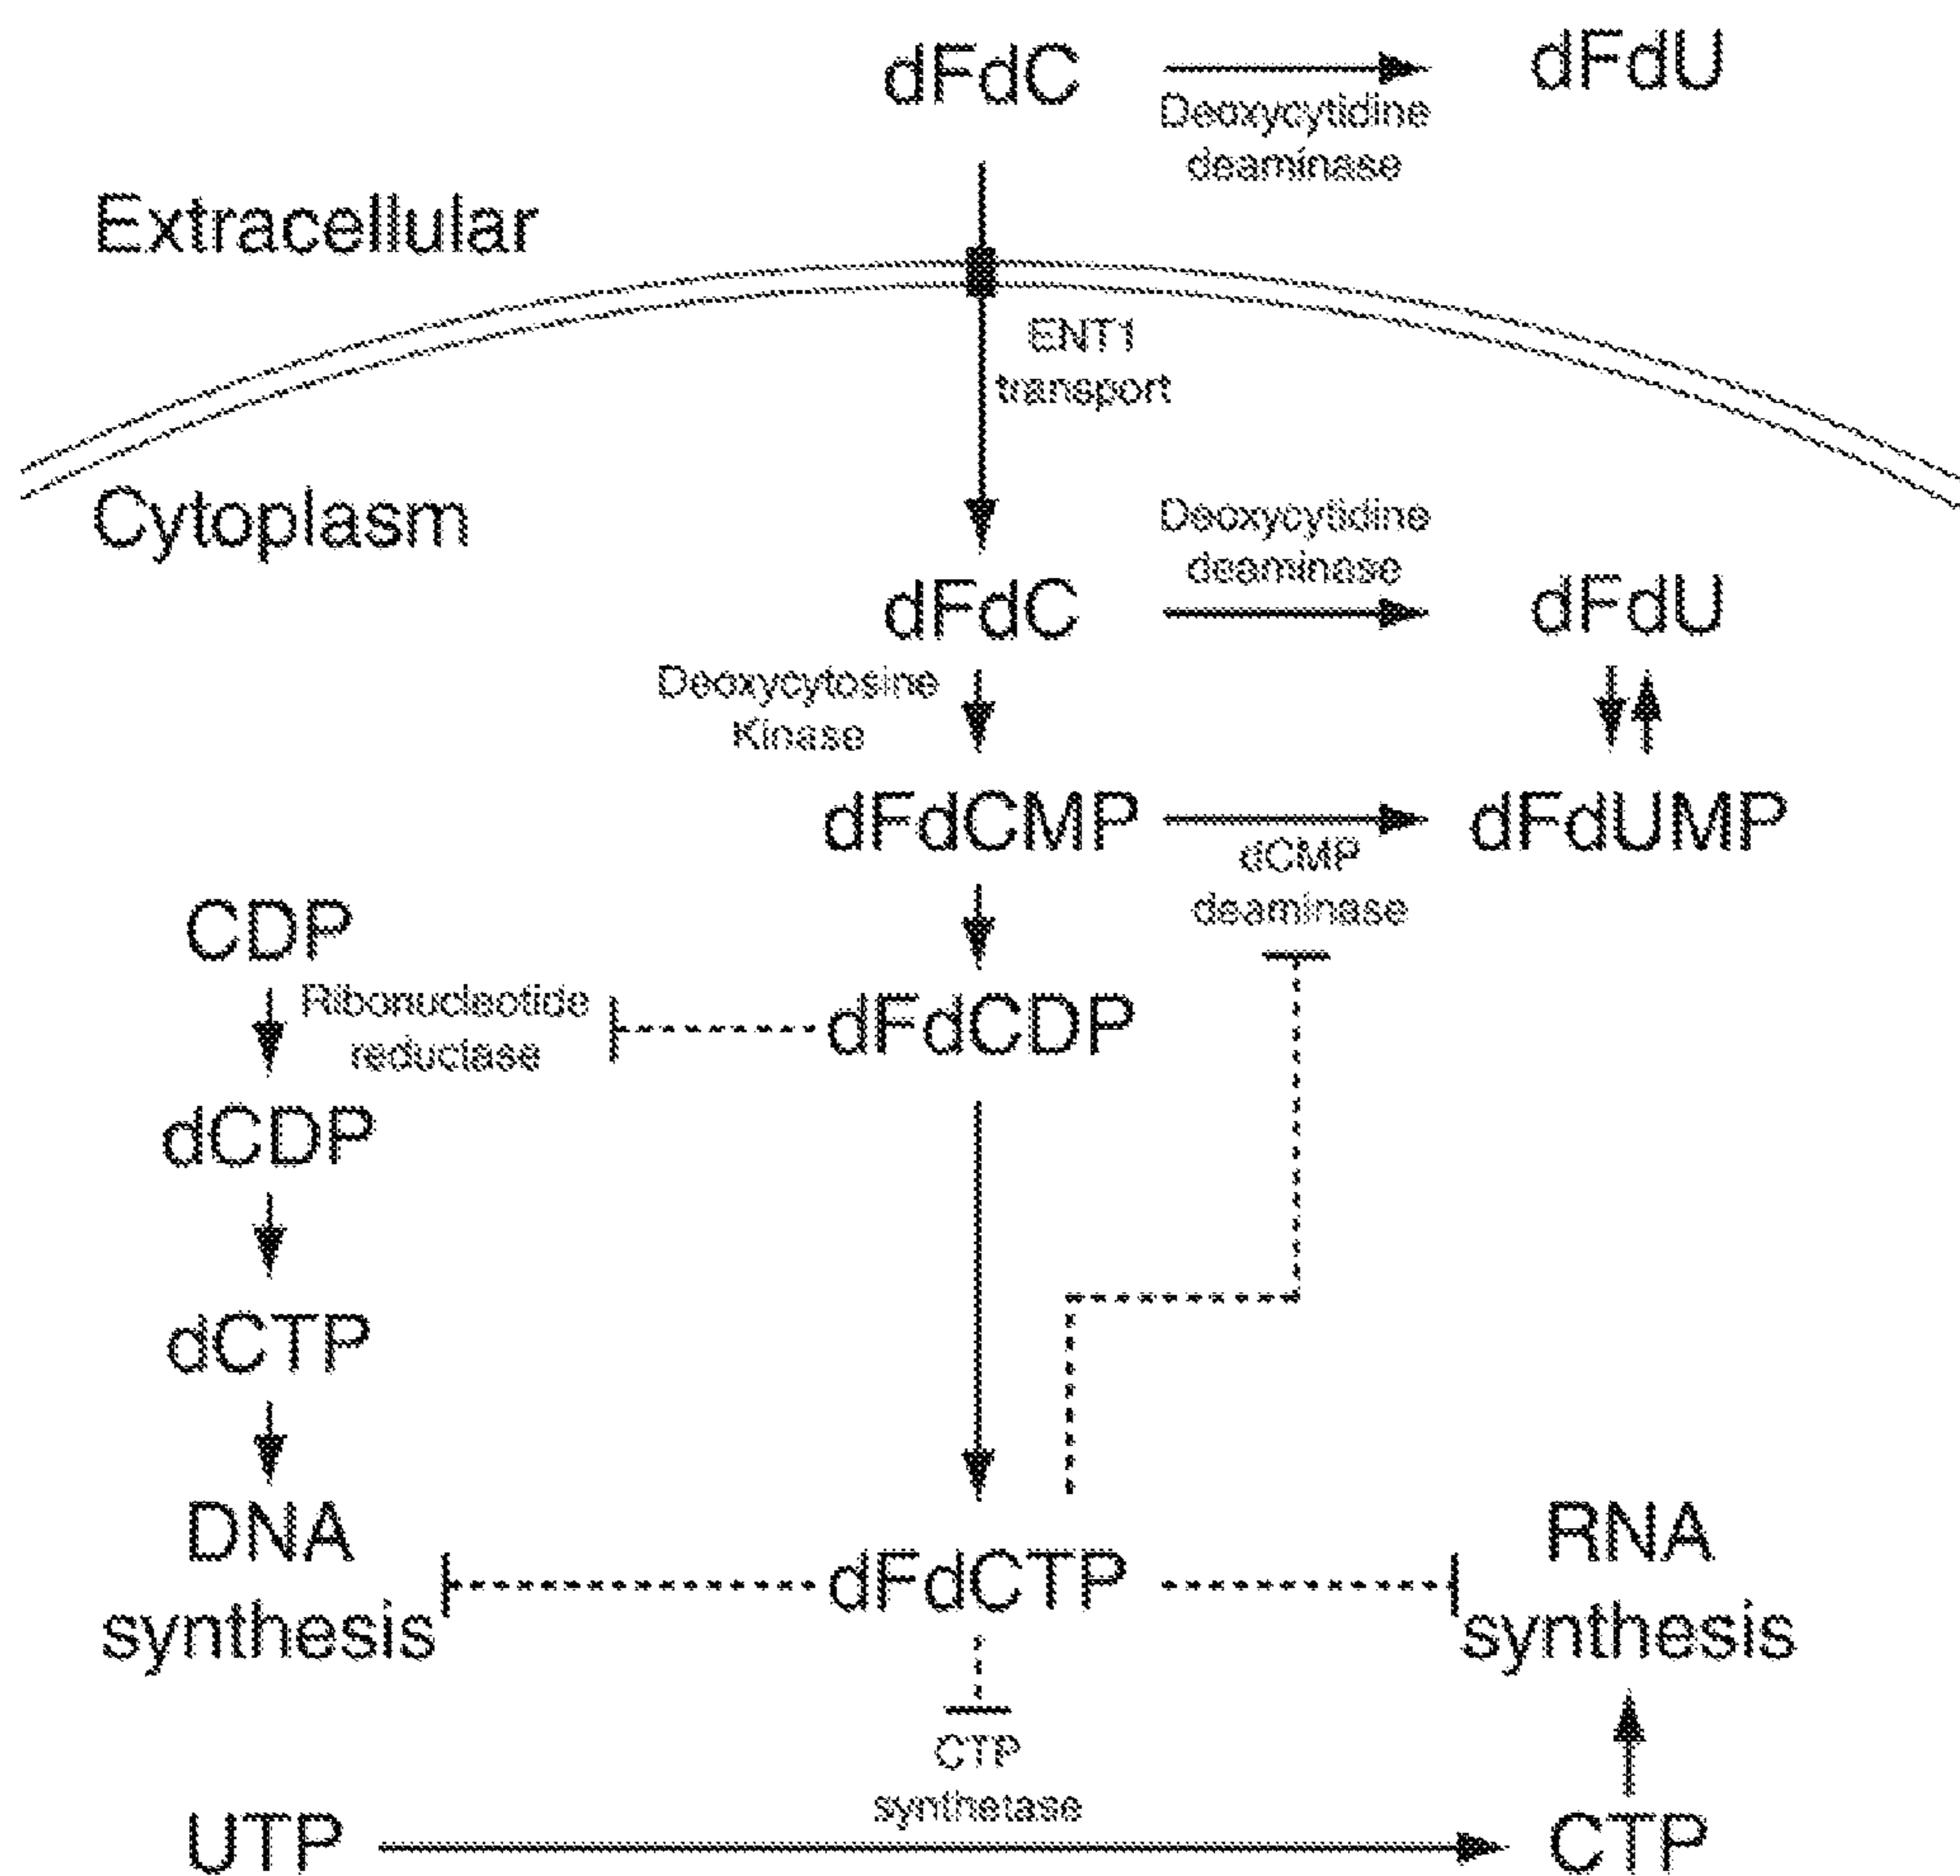 dFdC
dFdU
Deoxycytidine
deaminase
Extracellular
ENT1
transport
Cytoplasm
Deoxycytidine
deaminase
dFdC
dFdU
Deoxycytosine
Kinase
dFdCMP
dFdUMP
dCMP
deaminase
CDP
Ribonucleotide
reductase
dFdCDP
dCDP
dCTP
DNA
synthesis
dFdCTP
RNA
synthesis
CTP
synthetase
UTP
CTP